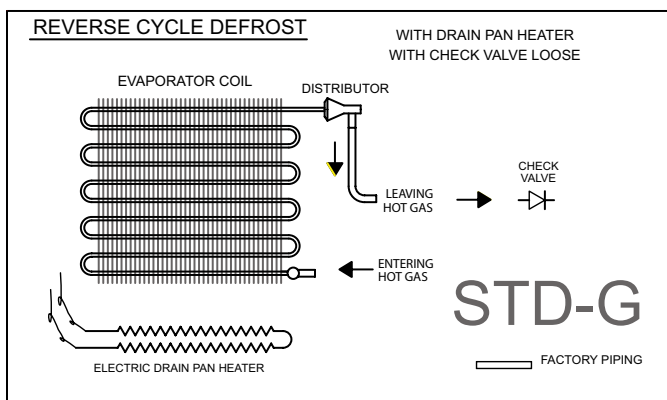 REVERSE CYCLE DEFROST
WITH DRAIN PAN HEATER
WITH CHECK VALVE LOOSE
EVAPORATOR COIL
DISTRIBUTOR
LEAVING
HOT GAS
CHECK
VALVE
ENTERING
HOT GAS
STD-G
ELECTRIC DRAIN PAN HEATER
FACTORY PIPING